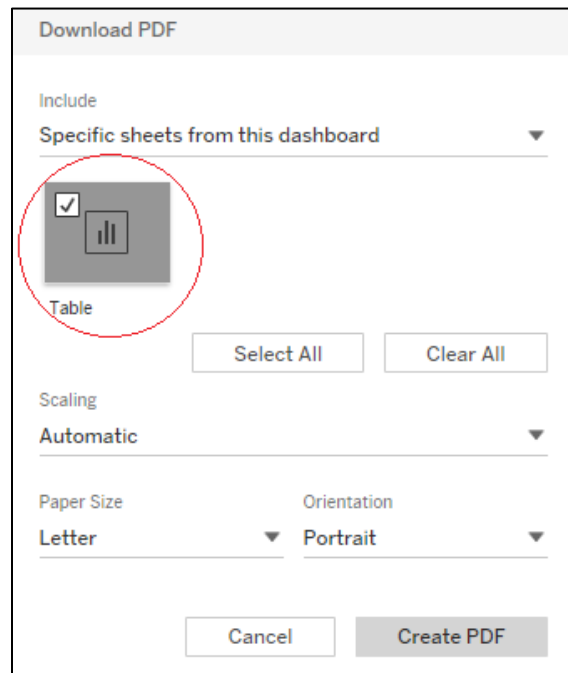 Download PDF
Include
Specific sheets from this dashboard
Table
Select All
Clear All
Scaling
Automatic
Paper Size
Orientation
Letter
Portrait
Cancel
Create PDF